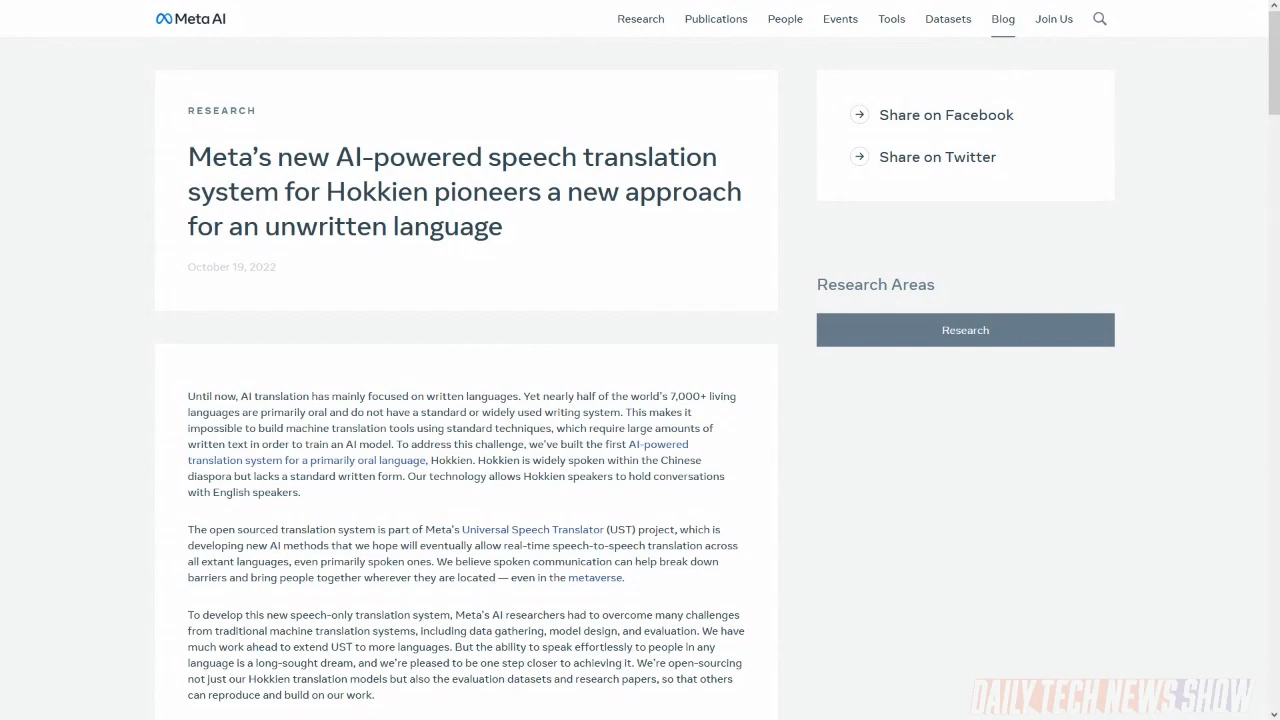 Meta AI
Research Publications People Events Tools Datasets Blog Join Us
RESEARCH
Meta’s new AI-powered speech translation
system for Hokkien pioneers a new approach
for an unwritten language
October 19, 2022
Share on Facebook
Share on Twitter
Research Areas
Research
Until now, AI translation has mainly focused on written languages. Yet nearly half of the world’s 7,000+ living
languages are primarily oral and do not have a standard or widely used writing system. This makes it
impossible to build machine translation tools using standard techniques, which require large amounts of
written text in order to train an AI model. To address this challenge, we’ve built the first AI-powered
translation system for a primarily oral language, Hokkien. Hokkien is widely spoken within the Chinese
diaspora but lacks a standard written form. Our technology allows Hokkien speakers to hold conversations
with English speakers.
The open sourced translation system is part of Meta’s Universal Speech Translator (UST) project, which is
developing new AI methods that we hope will eventually allow real-time speech-to-speech translation across
all extant languages, even primarily spoken ones. We believe spoken communication can help break down
barriers and bring people together wherever they are located — even in the metaverse.
To develop this new speech-only translation system, Meta’s AI researchers had to overcome many challenges
from traditional machine translation systems, including data gathering, model design, and evaluation. We have
much work ahead to extend UST to more languages. But the ability to speak effortlessly to people in any
language is a long-sought dream, and we’re pleased to be one step closer to achieving it. We’re open-sourcing
not just our Hokkien translation models but also the evaluation datasets and research papers, so that others
can reproduce and build on our work.
DAILY TECH NEWS SHOW